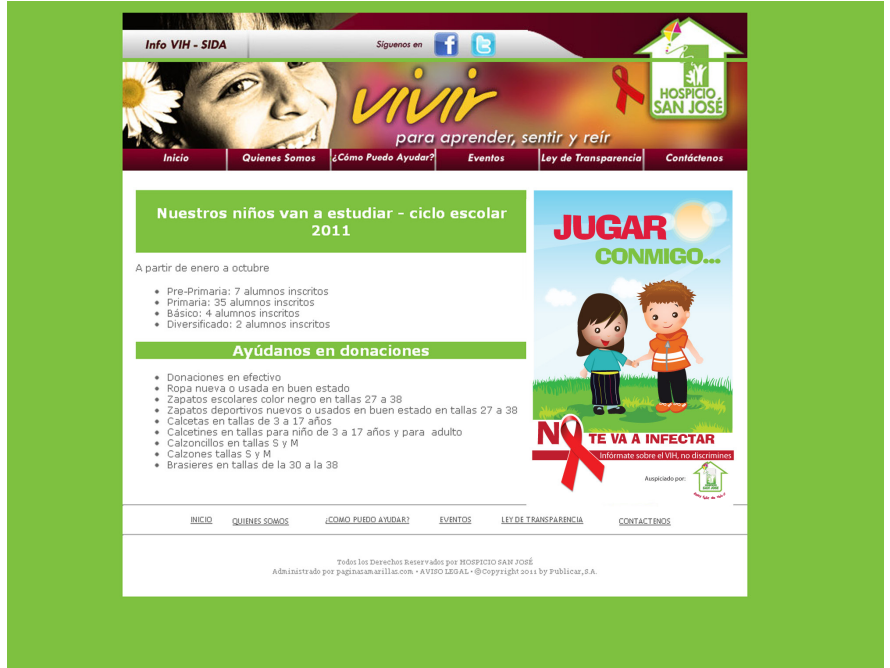 Info VIH - SIDA
Síguenos en
HOSPICIO
SAN JOSÉ
vivir
para aprender, sentir y reír
Inicio
Quienes Somos
¿Cómo Puedo Ayudar?
Eventos
Ley de Transparencia
Contáctenos
Nuestros niños van a estudiar - ciclo escolar
2011
A partir de enero a octubre
Pre-Primaria: 7 alumnos inscritos
Primaria: 35 alumnos inscritos
Básico: 4 alumnos inscritos
Diversificado: 2 alumnos inscritos
Ayúdanos en donaciones
Donaciones en efectivo
Ropa nueva o usada en buen estado
Zapatos escolares color negro en tallas 27 a 38
Zapatos deportivos nuevos o usados en buen estado en tallas 27 a 38
Calcetas en tallas de 3 a 17 años
Calcetines en tallas para niño de 3 a 17 años y para adulto
Calzoncillos en tallas S y M
Calzones tallas S y M
Brasieres en tallas de la 30 a la 38
JUGAR
CONMIGO...
NO TE VA A INFECTAR
Infórmate sobre el VIH, no discrimines
Auspiciado por:
INICIO
QUIENES SOMOS
¿COMO PUEDO AYUDAR?
EVENTOS
LEY DE TRANSPARENCIA
CONTACTENOS
Todos los Derechos Reservados por HOSPICIO SAN JOSÉ
Administrado por paginasamarillas.com • AVISO LEGAL • @Copyright 2011 by Publicar, S.A.